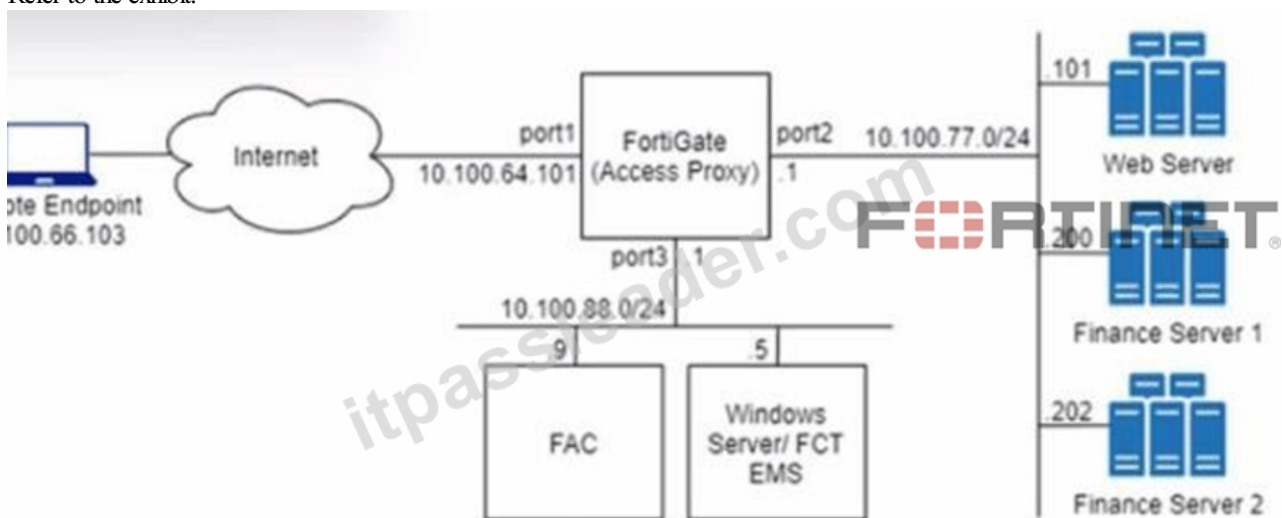 Refer to the exhibit.
port1
10.100.64.101
Internet
FortiGate
(Access Proxy)
port2
.1
10.100.77.0/24
.101
Web Server
Endpoint
100.66.103
FORTINET
.200
Finance Server 1
port3
.1
10.100.88.0/24
.9
.5
FAC
Windows
Server/ FCT
EMS
.202
Finance Server 2
itpassleader.com